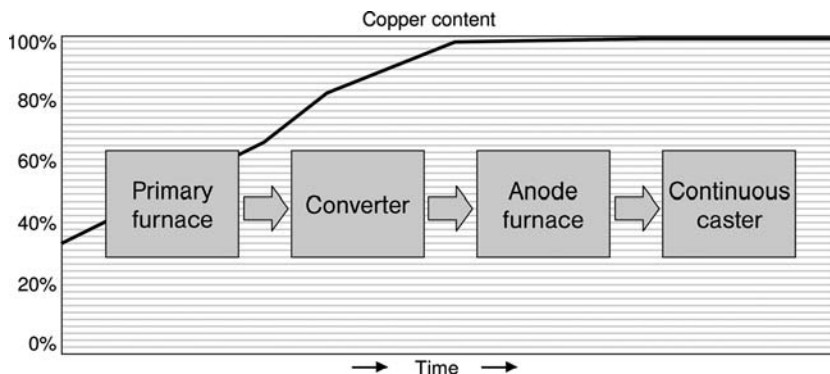 Copper content
100%
80%
60%
40%
20%
0%
Primary
furnace
Converter
Anode
furnace
Continuous
caster
Time